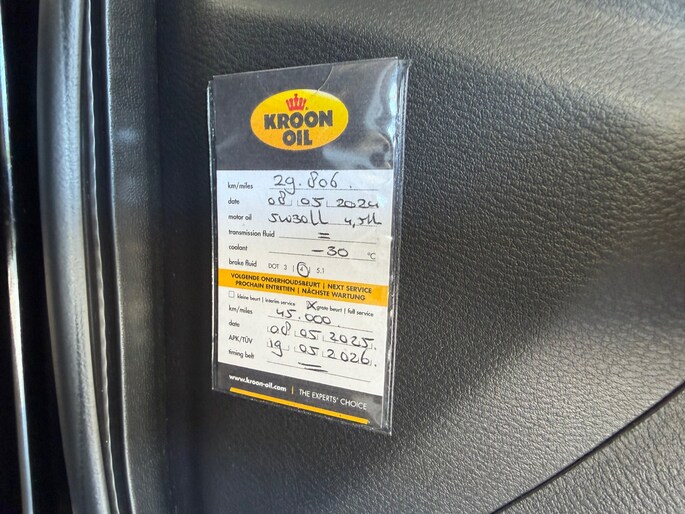 KROON
OIL
km/miles 29.806.
date 08 05 2024
motor oil 5W30LL
transmission fluid =
coolant -30 °C
brake fluid DOT 3 | 4 | 5.1
VOLGENDE ONDERHOUDSBEURT | NEXT SERVICE
PROCHAIN ENTRETIEN | NÄCHSTE WARTUNG
kleine beurt | interim service X grote beurt | full service
km/miles 45.000
date 08 05 2025.
APK/TÜV 19 05 2026.
timing belt =
www.kroon-oil.com | THE EXPERTS' CHOICE